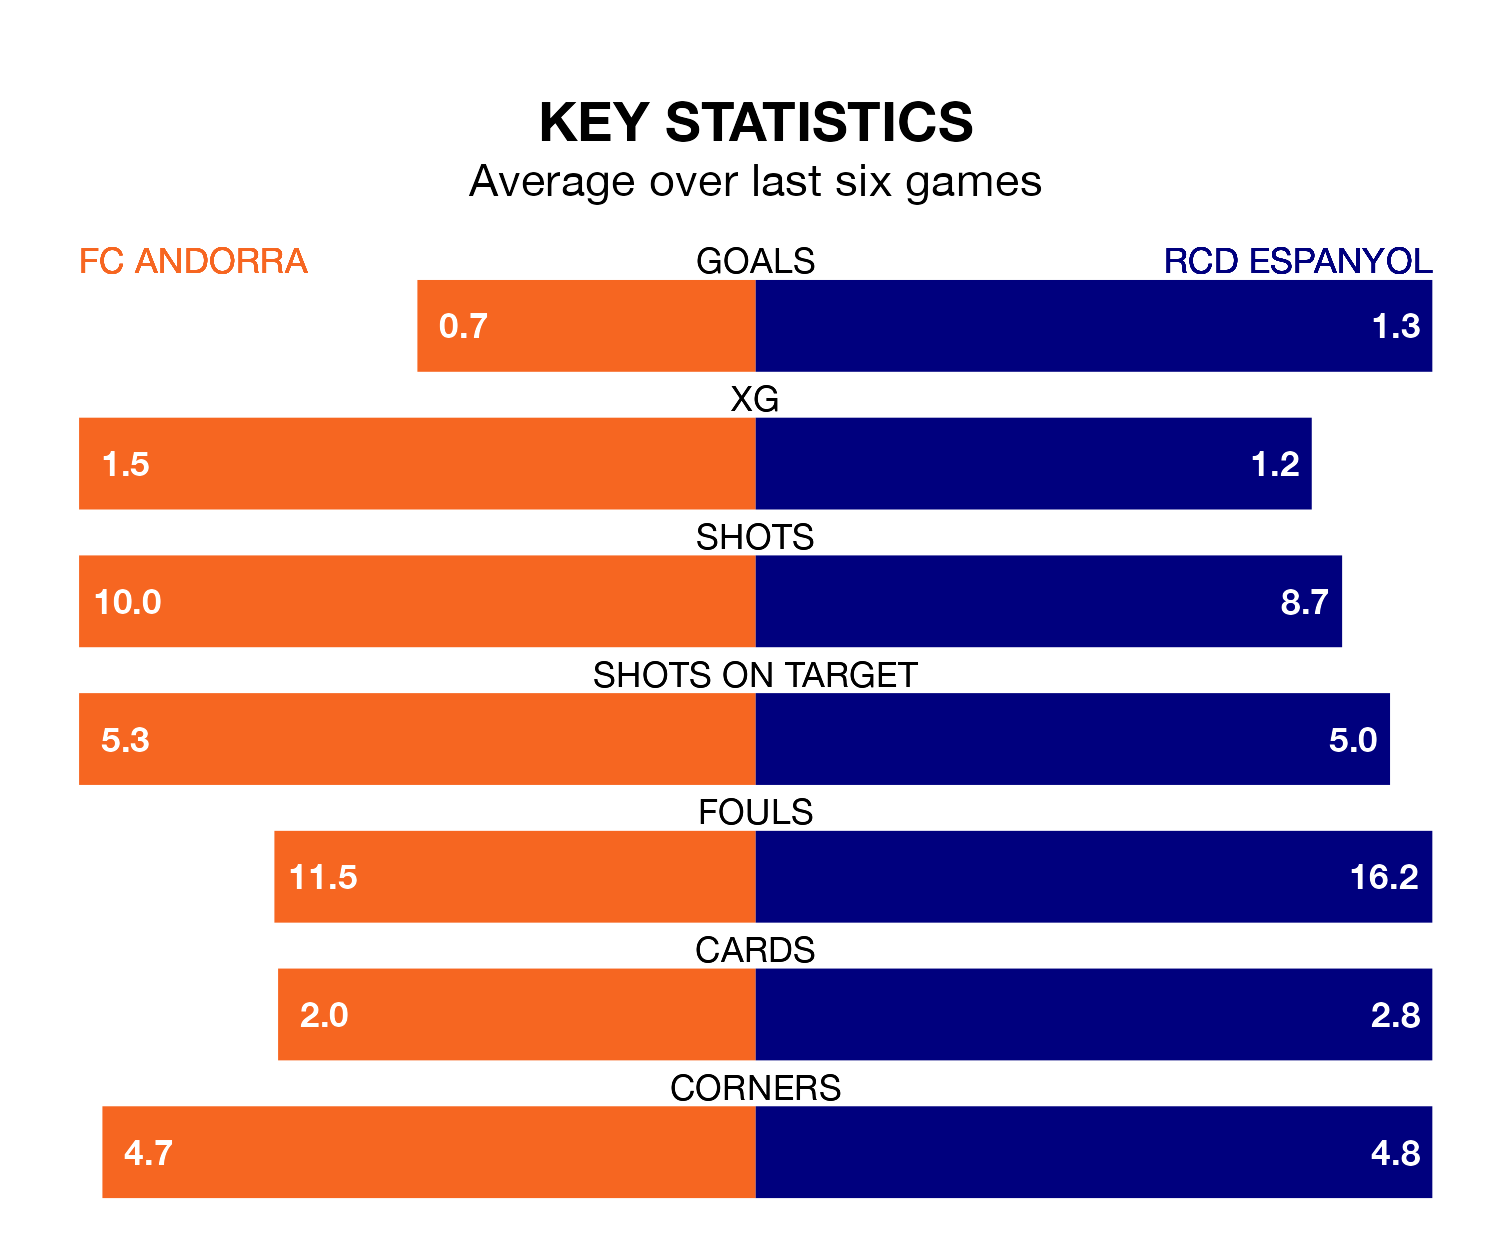 KEY STATISTICS
Average over last six games
FC ANDORRA GOALS RCD ESPANYOL
0.7 1.3
XG
1.5 1.2
SHOTS
10.0 8.7
SHOTS ON TARGET
5.3 5.0
FOULS
11.5 16.2
CARDS
2.0 2.8
CORNERS
4.7 4.8